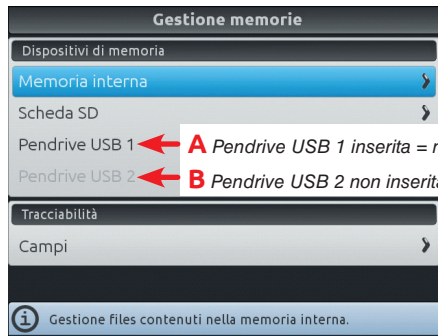 Gestione memorie
Dispositivi di memoria
Memoria interna
Scheda SD
Pendrive USB 1 A Pendrive USB 1 inserita =
Pendrive USB 2 B Pendrive USB 2 non inserita
Tracciabilità
Campi
Gestione files contenuti nella memoria interna.